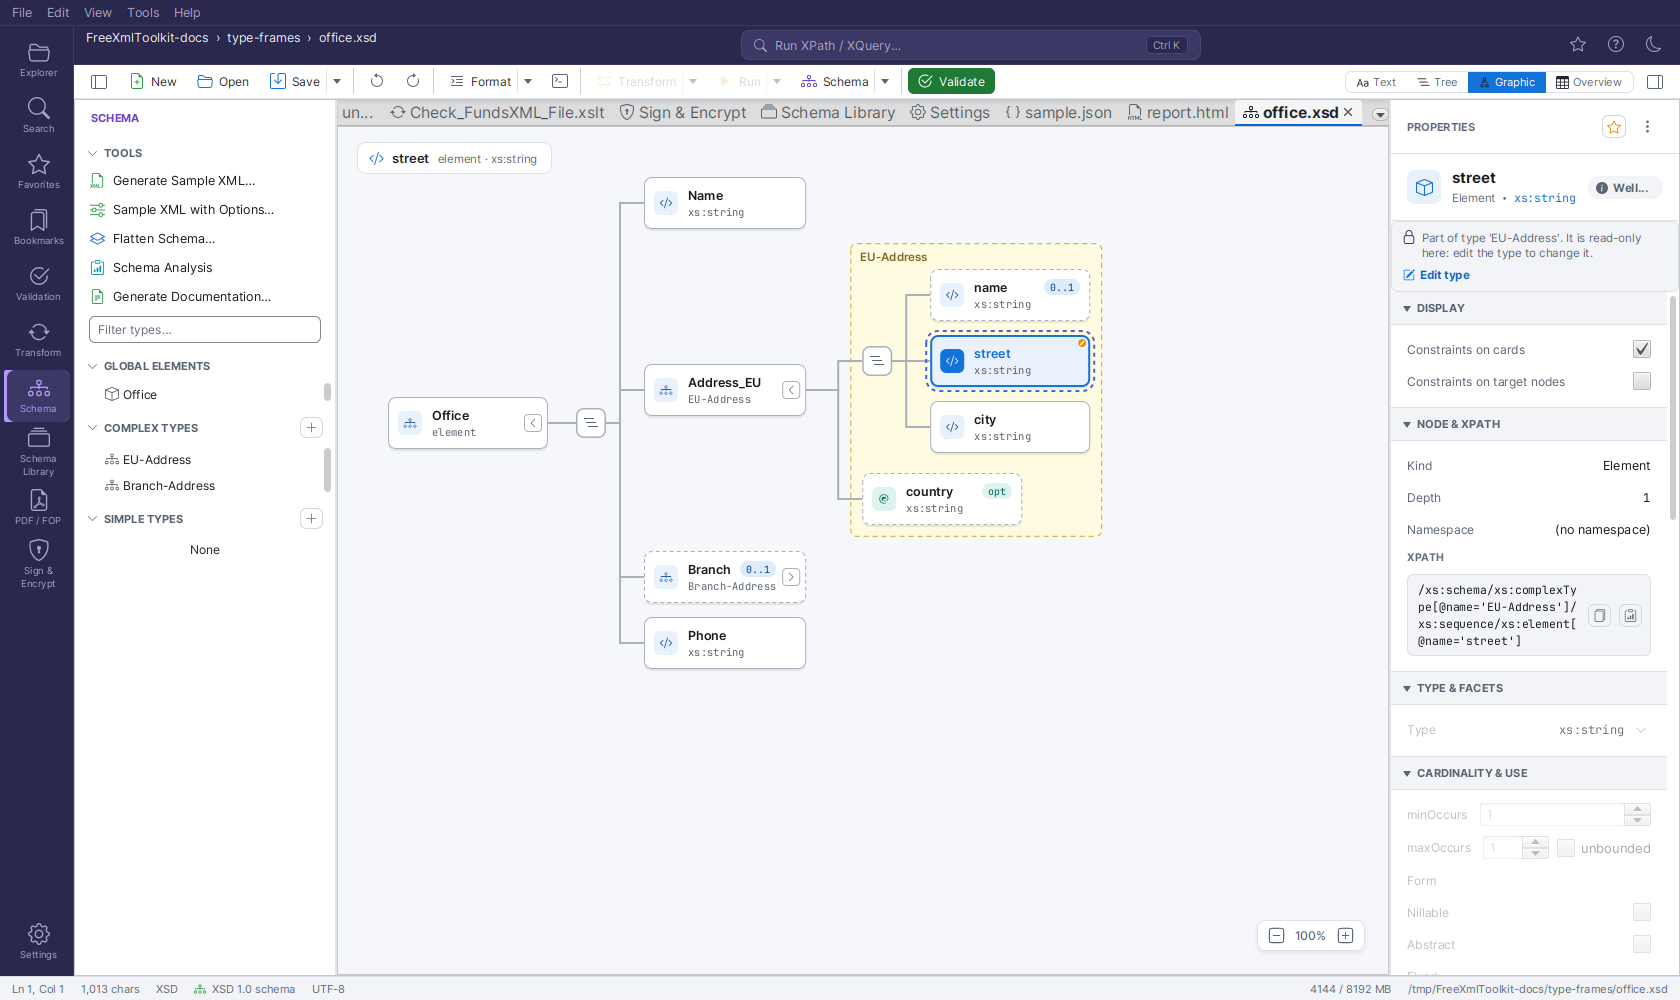 File Edit View Tools Help
FreeXmlToolkit-docs › type-frames › office.xsd
Run XPath / XQuery... Ctrl K
New Open Save Format Transform Run Schema Validate
Aa Text Tree Graphic Overview
Explorer
Search
Favorites
Bookmarks
Validation
Transform
Schema
Schema
Library
PDF / FOP
Sign &
Encrypt
Settings
SCHEMA
TOOLS
Generate Sample XML...
Sample XML with Options...
Flatten Schema...
Schema Analysis
Generate Documentation...
Filter types...
GLOBAL ELEMENTS
Office
COMPLEX TYPES
EU-Address
Branch-Address
SIMPLE TYPES
None
un... Check_FundsXML_File.xslt Sign & Encrypt Schema Library Settings { } sample.json report.html office.xsd
street element · xs:string
Name
xs:string
Office
element
Address_EU
EU-Address
EU-Address
name 0..1
xs:string
street
xs:string
city
xs:string
country opt
xs:string
Branch 0..1
Branch-Address
Phone
xs:string
100%
PROPERTIES
street
Element • xs:string
Well...
Part of type 'EU-Address'. It is read-only
here: edit the type to change it.
Edit type
DISPLAY
Constraints on cards
Constraints on target nodes
NODE & XPATH
Kind Element
Depth 1
Namespace (no namespace)
XPATH
/xs:schema/xs:complexTy
pe[@name='EU-Address']/
xs:sequence/xs:element[
@name='street']
TYPE & FACETS
Type xs:string
CARDINALITY & USE
minOccurs 1
maxOccurs 1 unbounded
Form
Nillable
Abstract
Ln 1, Col 1 1,013 chars XSD XSD 1.0 schema UTF-8
4144 / 8192 MB /tmp/FreeXmlToolkit-docs/type-frames/office.xsd